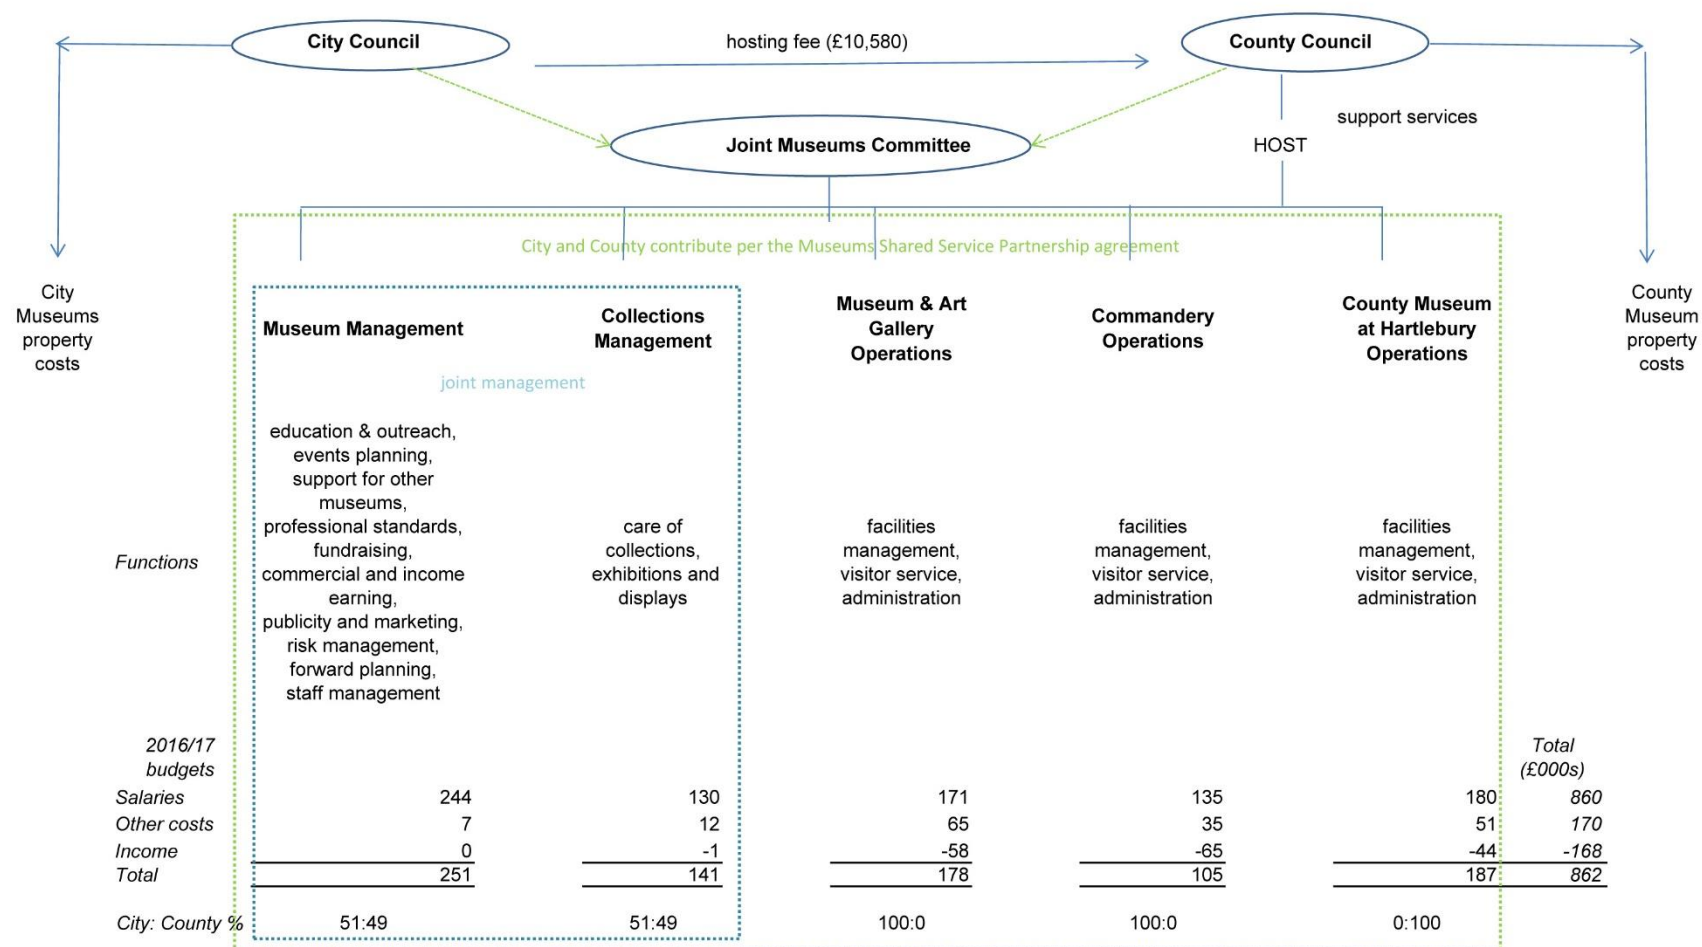 City Council
hosting fee (£10,580)
County Council
support services
Joint Museums Committee
HOST
City and County contribute per the Museums Shared Service Partnership agreement
City
Museums
property
costs
County
Museum
property
costs
Museum Management
Collections
Management
Museum & Art
Gallery
Operations
Commandery
Operations
County Museum
at Hartlebury
Operations
joint management
Functions
education & outreach,
events planning,
support for other
museums,
professional standards,
fundraising,
commercial and income
earning,
publicity and marketing,
risk management,
forward planning,
staff management
care of
collections,
exhibitions and
displays
facilities
management,
visitor service,
administration
facilities
management,
visitor service,
administration
facilities
management,
visitor service,
administration
2016/17
budgets
Total
(£000s)
Salaries 244 130 171 135 180 860
Other costs 7 12 65 35 51 170
Income 0 -1 -58 -65 -44 -168
Total 251 141 178 105 187 862
City: County % 51:49 51:49 100:0 100:0 0:100